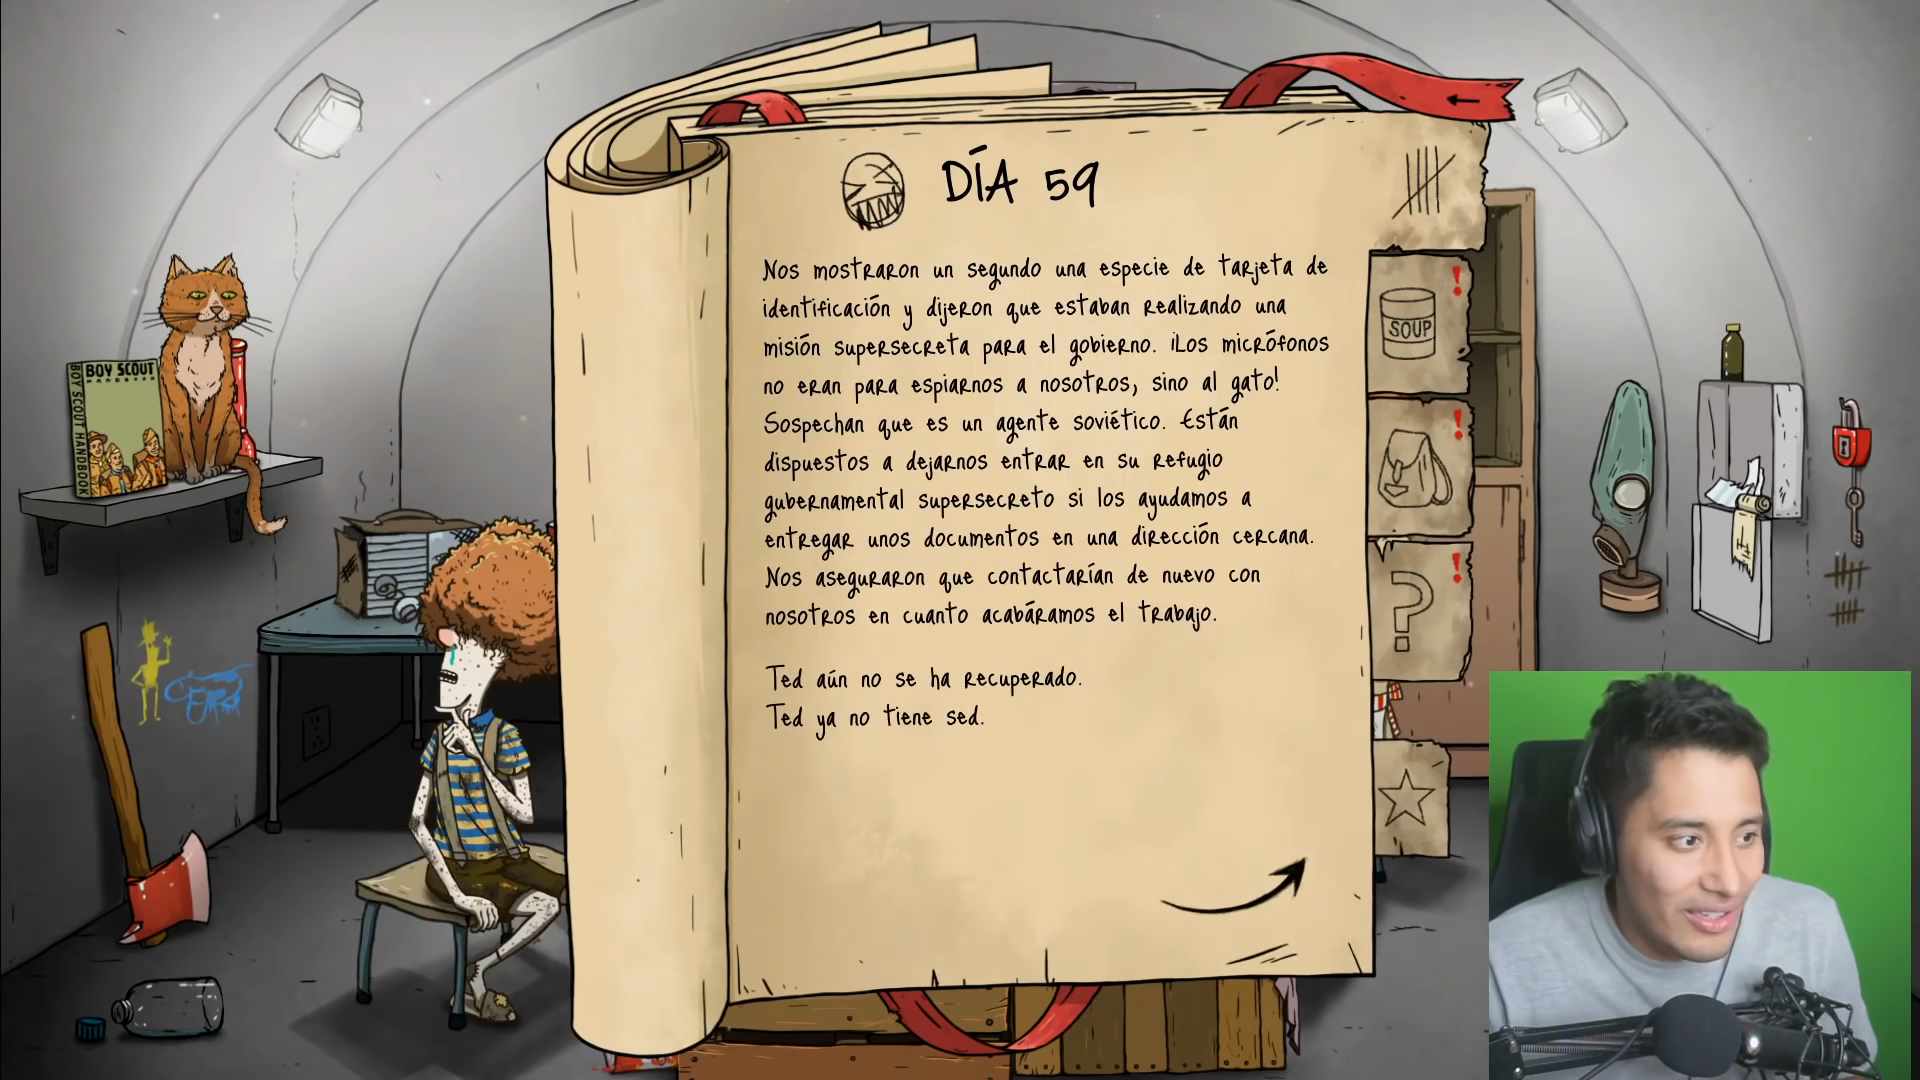 BOY SCOUT
HANDBOOK
BOY SCOUT HANDBOOK
DÍA 59
Nos mostraron un segundo una especie de tarjeta de
identificación y dijeron que estaban realizando una
misión supersecreta para el gobierno. ¡Los micrófonos
no eran para espiarnos a nosotros, sino al gato!
Sospechan que es un agente soviético. Están
dispuestos a dejarnos entrar en su refugio
gubernamental supersecreto si los ayudamos a
entregar unos documentos en una dirección cercana.
Nos aseguraron que contactarían de nuevo con
nosotros en cuanto acabáramos el trabajo.
Ted aún no se ha recuperado.
Ted ya no tiene sed.
!
SOUP
!
!
?